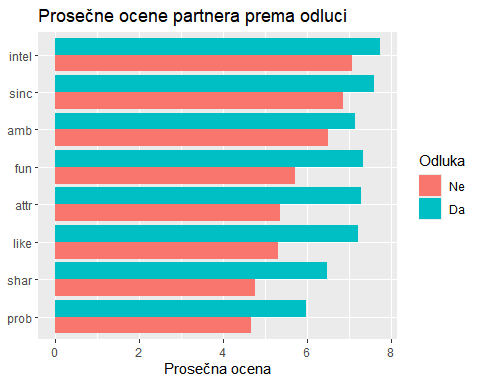 Prosečne ocene partnera prema odluci
intel
sinc
amb
fun
attr
like
shar
prob
0 2 4 6 8
Prosečna ocena
Odluka
Ne
Da